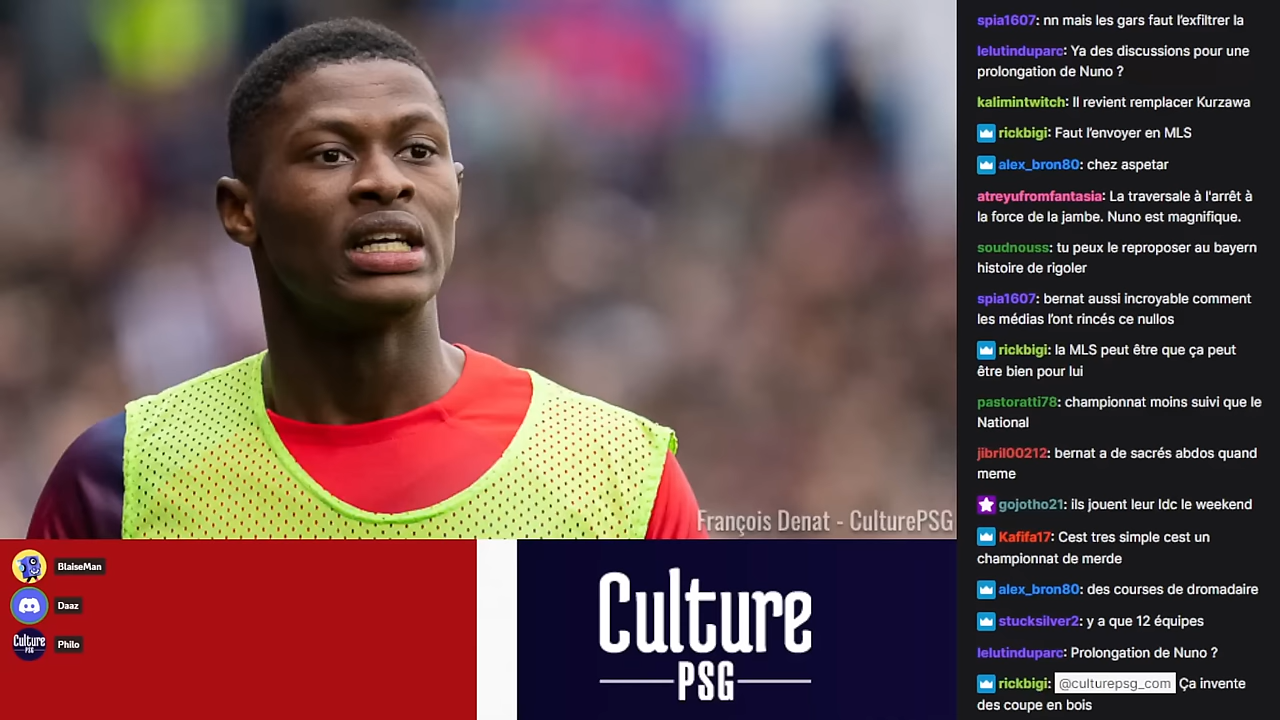 François Denat - CulturePSG
BlaiseMan
Daaz
Culture
PSG
Philo
Culture
PSG
spia1607: nn mais les gars faut l'exfiltrer la
lelutinduparc: Ya des discussions pour une
prolongation de Nuno ?
kalimintwitch: Il revient remplacer Kurzawa
rickbigi: Faut l'envoyer en MLS
alex_bron80: chez aspetar
atreyufromfantasia: La traversale à l'arrêt à
la force de la jambe. Nuno est magnifique.
soudnouss: tu peux le reproposer au bayern
histoire de rigoler
spia1607: bernat aussi incroyable comment
les médias l'ont rincés ce nullos
rickbigi: la MLS peut être que ça peut
être bien pour lui
pastoratti78: championnat moins suivi que le
National
jibril00212: bernat a de sacrés abdos quand
meme
gojotho21: ils jouent leur ldc le weekend
Kafifa17: Cest tres simple cest un
championnat de merde
alex_bron80: des courses de dromadaire
stucksilver2: y a que 12 équipes
lelutinduparc: Prolongation de Nuno ?
rickbigi: @culturepsg_com Ça invente
des coupe en bois